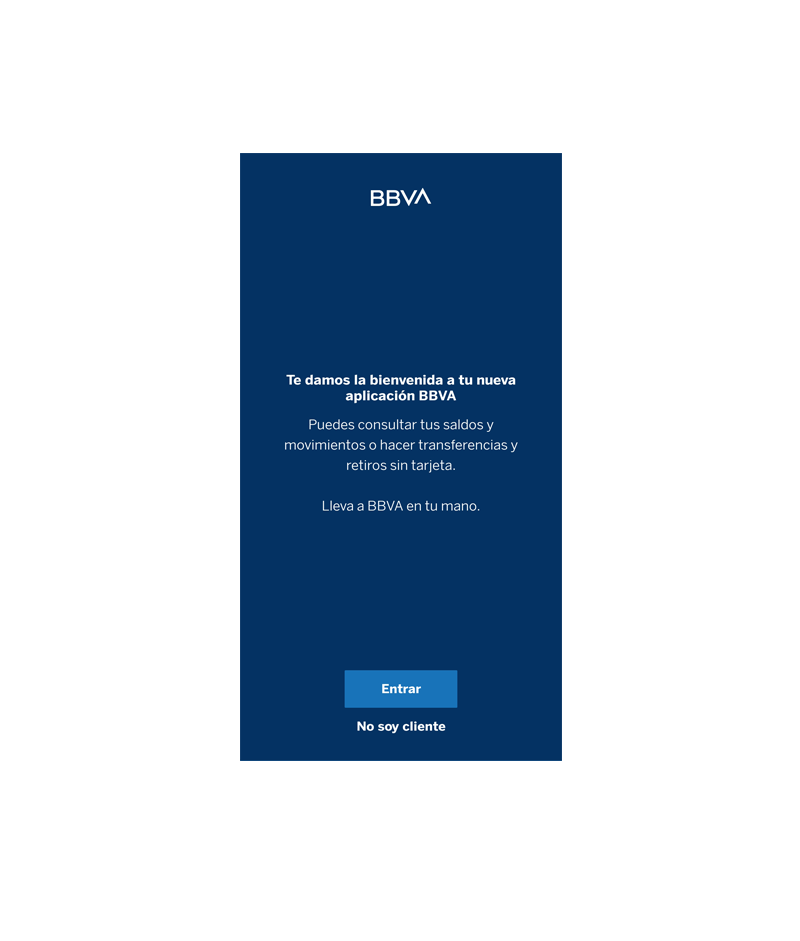 BBVA
Te damos la bienvenida a tu nueva
aplicación BBVA
Puedes consultar tus saldos y
movimientos o hacer transferencias y
retiros sin tarjeta.
Lleva a BBVA en tu mano.
Entrar
No soy cliente